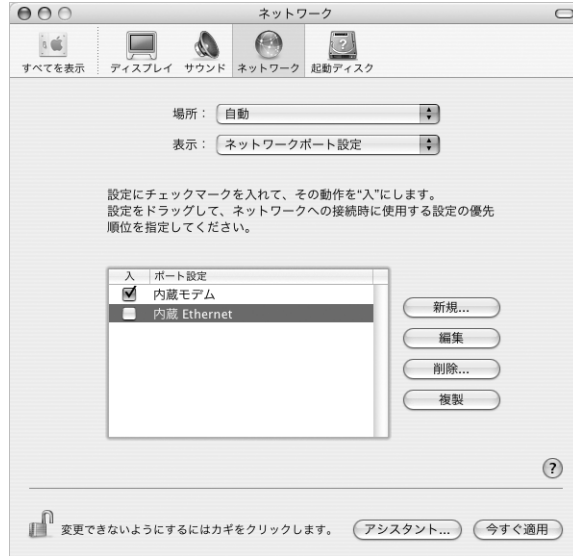 ネットワーク
すべてを表示 ディスプレイ サウンド ネットワーク 起動ディスク
場所： 自動
表示： ネットワークポート設定
設定にチェックマークを入れて、その動作を“入”にします。
設定をドラッグして、ネットワークへの接続時に使用する設定の優先
順位を指定してください。
入 ポート設定
内蔵モデム
内蔵 Ethernet
新規...
編集
削除...
複製
?
変更できないようにするにはカギをクリックします。 アシスタント... 今すぐ適用